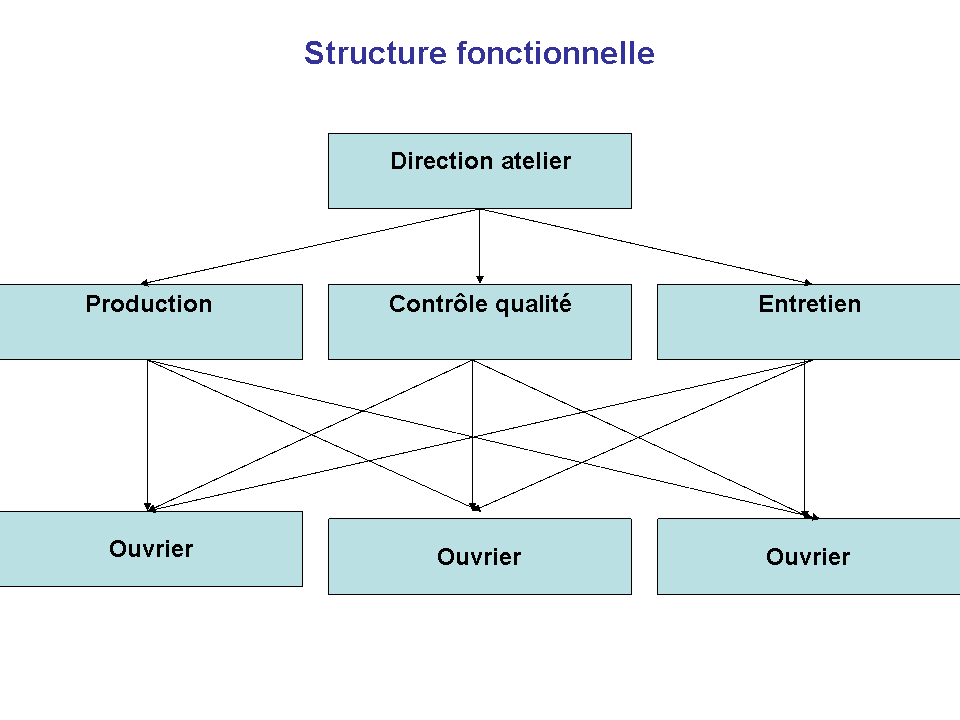 Structure fonctionnelle
Direction atelier
Production
Contrôle qualité
Entretien
Ouvrier
Ouvrier
Ouvrier